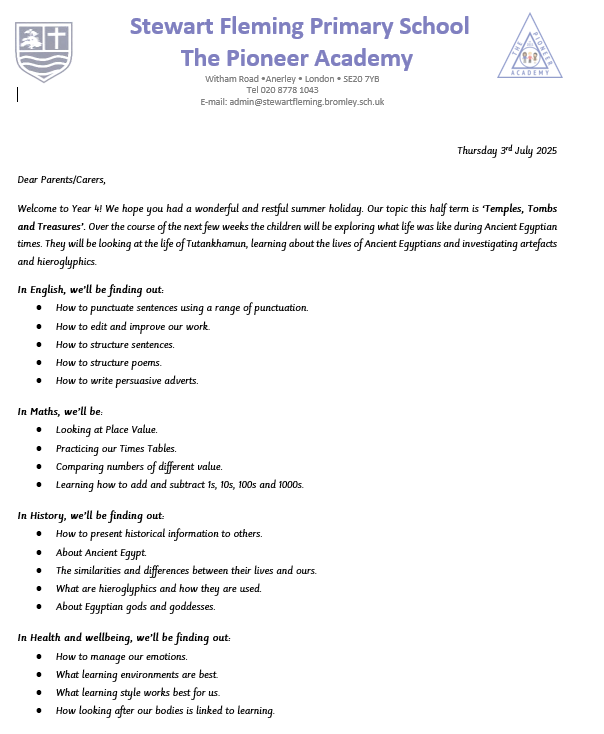 Stewart Fleming Primary School
The Pioneer Academy
Witham Road •Anerley • London • SE20 7YB
Tel 020 8778 1043
E-mail: admin@stewartfleming.bromley.sch.uk
THE PIONEER ACADEMY
Thursday 3rd July 2025
Dear Parents/Carers,
Welcome to Year 4! We hope you had a wonderful and restful summer holiday. Our topic this half term is ‘Temples, Tombs
and Treasures’. Over the course of the next few weeks the children will be exploring what life was like during Ancient Egyptian
times. They will be looking at the life of Tutankhamun, learning about the lives of Ancient Egyptians and investigating artefacts
and hieroglyphics.
In English, we’ll be finding out:
● How to punctuate sentences using a range of punctuation.
● How to edit and improve our work.
● How to structure sentences.
● How to structure poems.
● How to write persuasive adverts.
In Maths, we’ll be:
● Looking at Place Value.
● Practicing our Times Tables.
● Comparing numbers of different value.
● Learning how to add and subtract 1s, 10s, 100s and 1000s.
In History, we’ll be finding out:
● How to present historical information to others.
● About Ancient Egypt.
● The similarities and differences between their lives and ours.
● What are hieroglyphics and how they are used.
● About Egyptian gods and goddesses.
In Health and wellbeing, we’ll be finding out:
● How to manage our emotions.
● What learning environments are best.
● What learning style works best for us.
● How looking after our bodies is linked to learning.